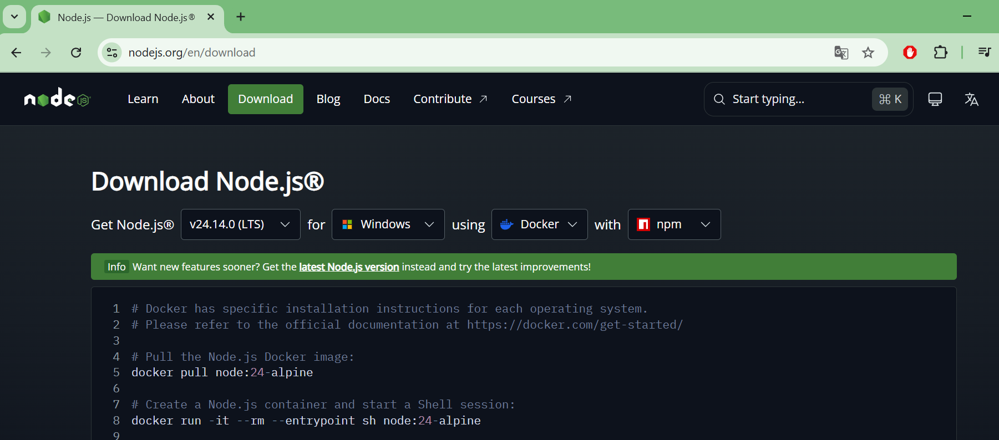 Node.js — Download Node.js®
nodejs.org/en/download
node JS
Learn About Download Blog Docs Contribute Courses Start typing... ⌘ K
Download Node.js®
Get Node.js® v24.14.0 (LTS) for Windows using Docker with npm
Info Want new features sooner? Get the latest Node.js version instead and try the latest improvements!
1 # Docker has specific installation instructions for each operating system.
2 # Please refer to the official documentation at https://docker.com/get-started/
3
4 # Pull the Node.js Docker image:
5 docker pull node:24-alpine
6
7 # Create a Node.js container and start a Shell session:
8 docker run -it --rm --entrypoint sh node:24-alpine
9